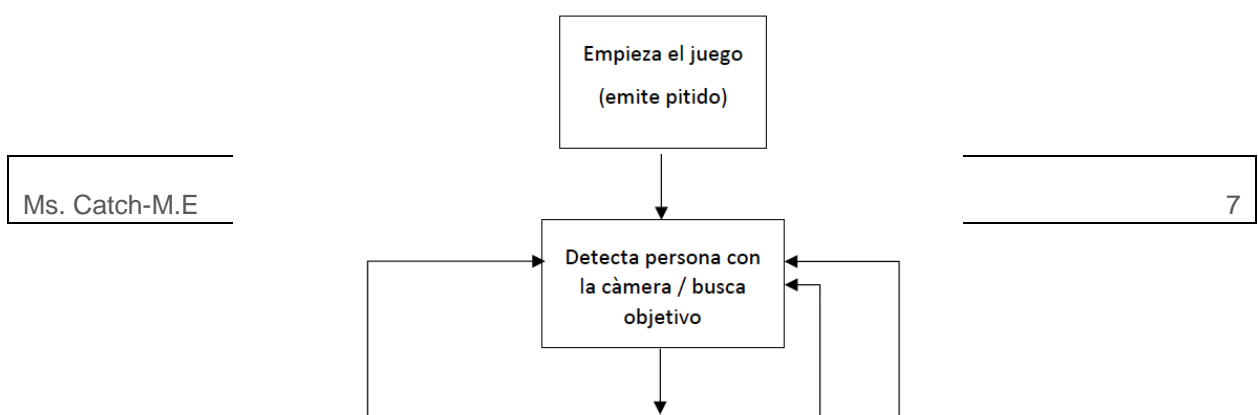 Empieza el juego
(emite pitido)
Ms. Catch-M.E
7
Detecta persona con
la càmera / busca
objetivo